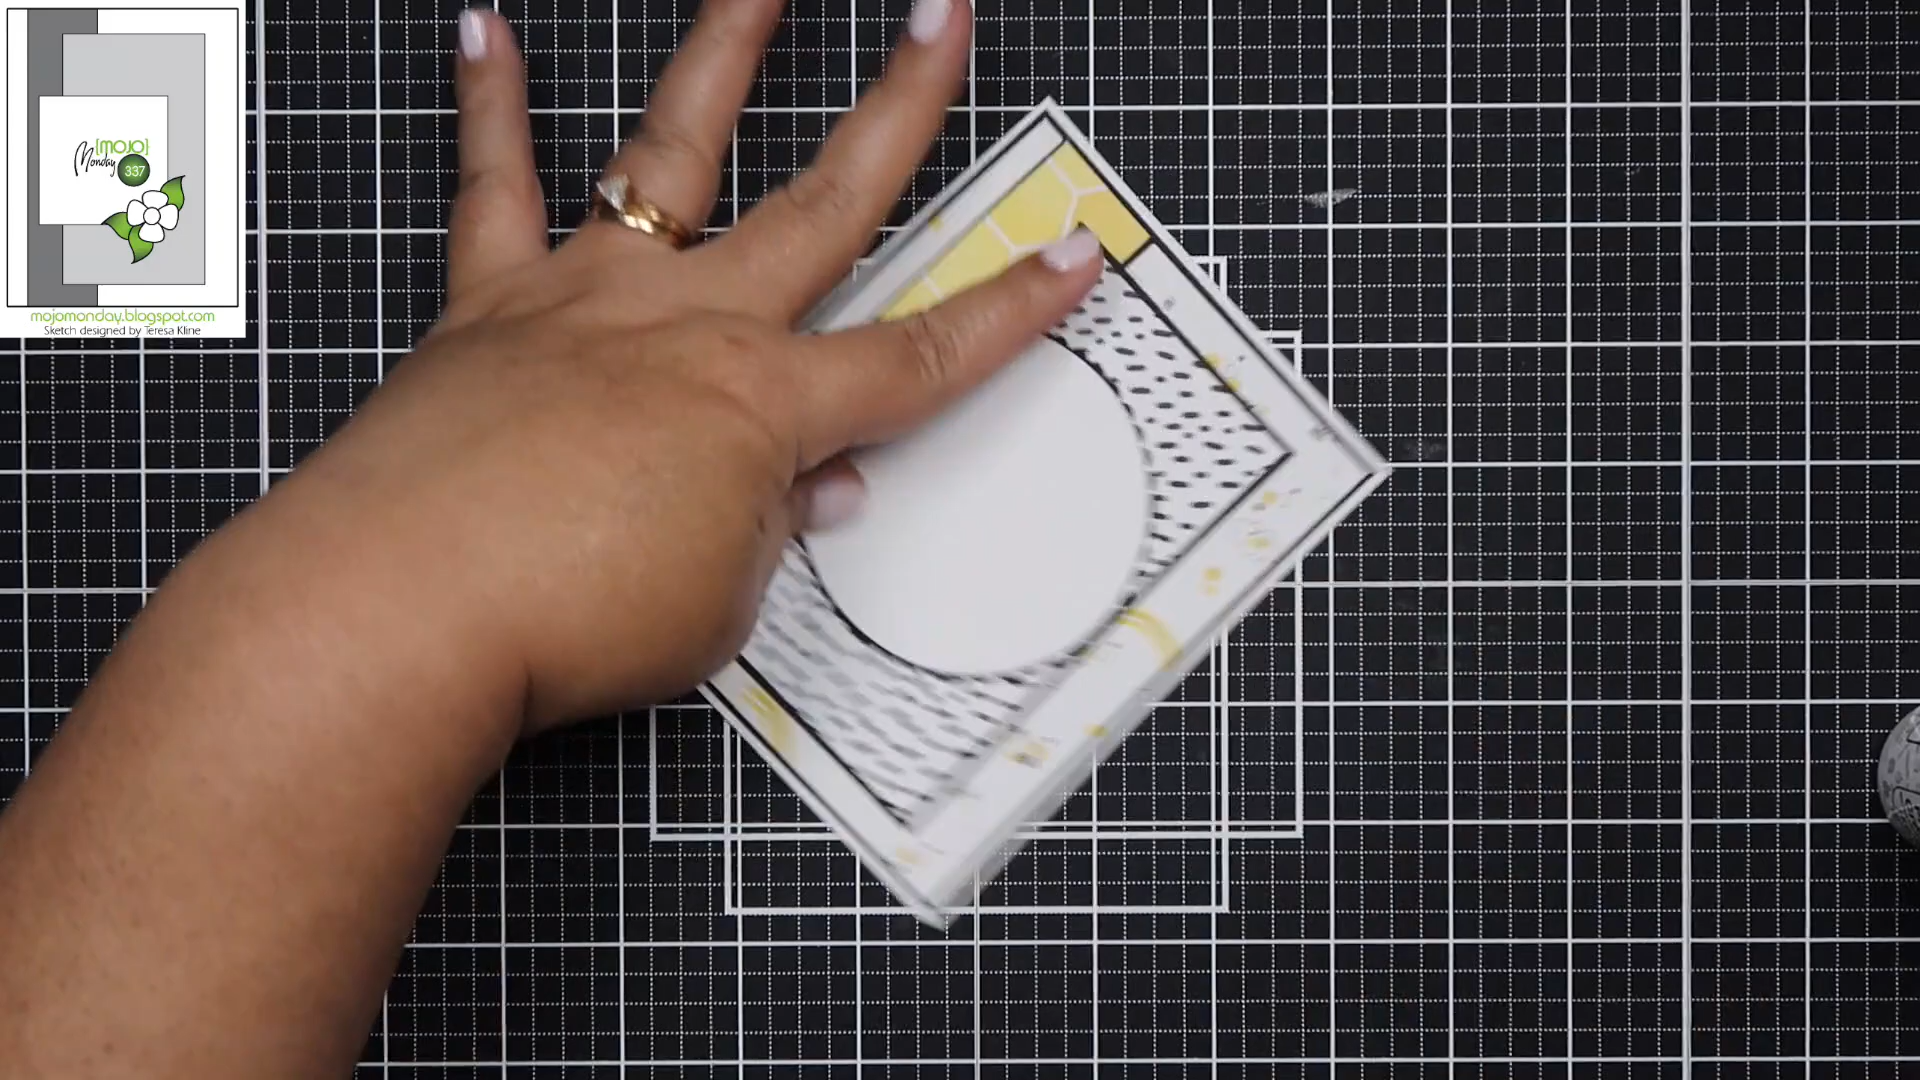 {MOJO}
Monday
337
mojomonday.blogspot.com
Sketch designed by Teresa Kline